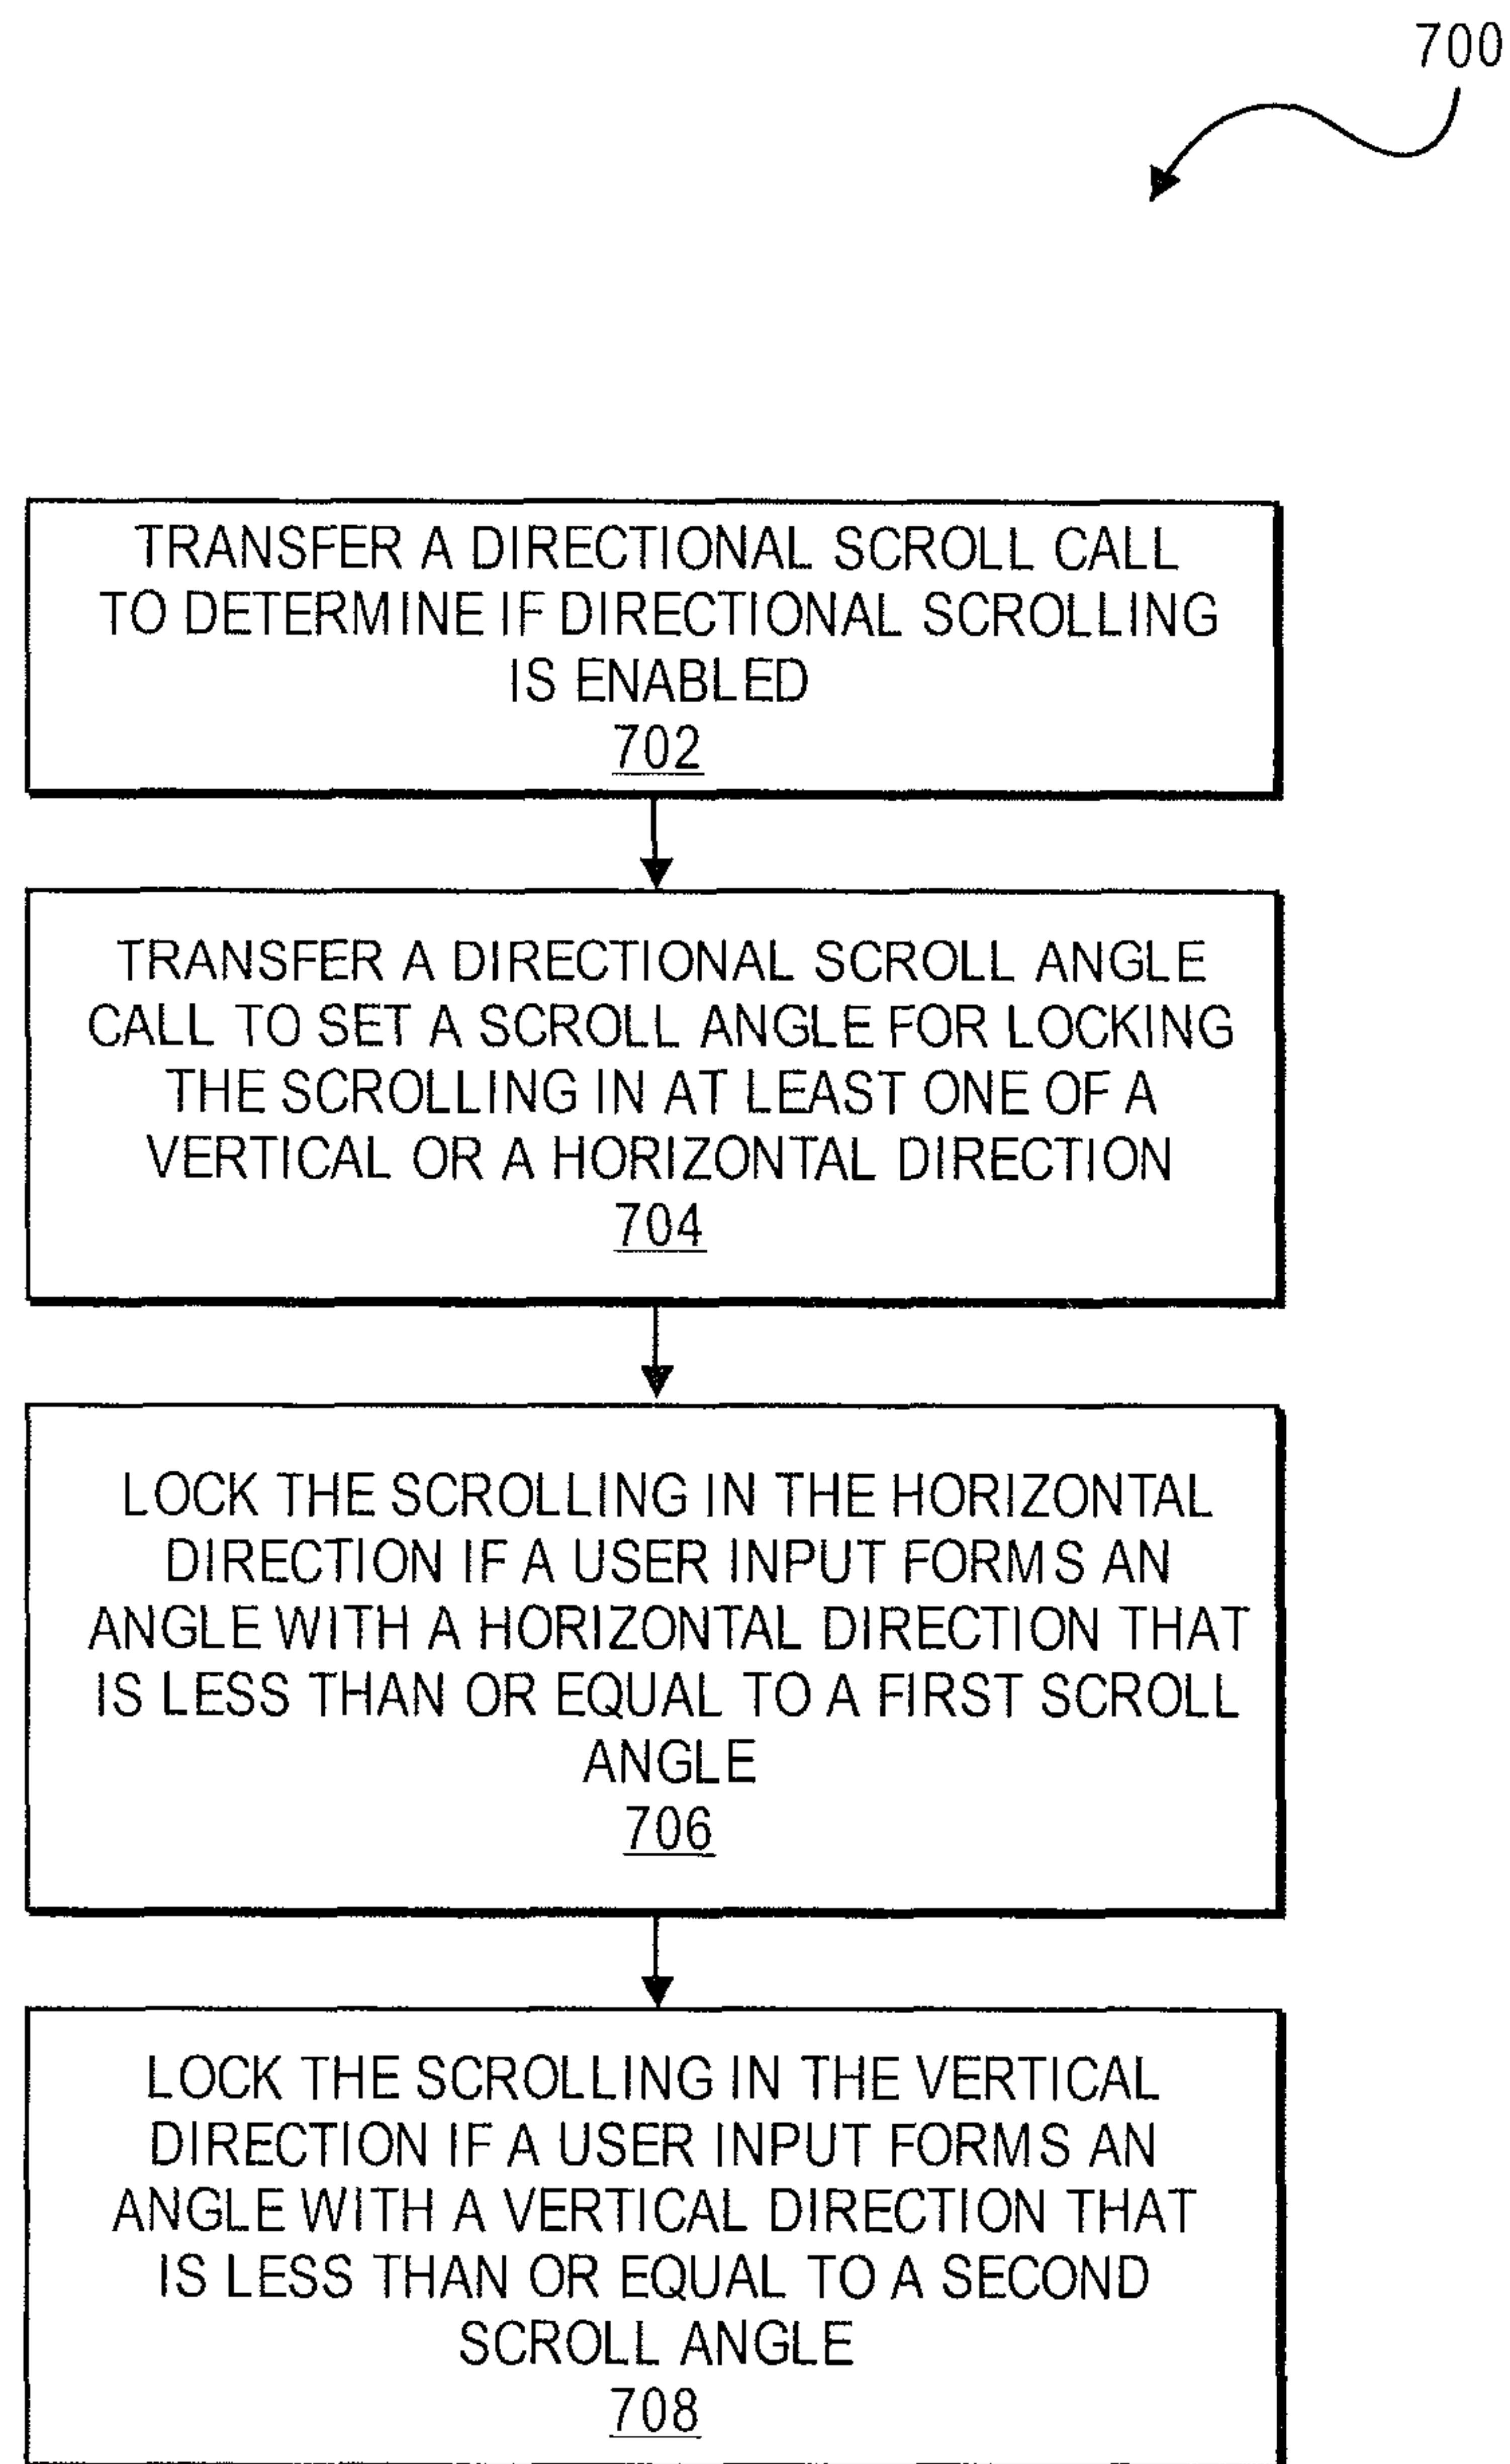 700
TRANSFER A DIRECTIONAL SCROLL CALL
TO DETERMINE IF DIRECTIONAL SCROLLING
IS ENABLED
702
TRANSFER A DIRECTIONAL SCROLL ANGLE
CALL TO SET A SCROLL ANGLE FOR LOCKING
THE SCROLLING IN AT LEAST ONE OF A
VERTICAL OR A HORIZONTAL DIRECTION
704
LOCK THE SCROLLING IN THE HORIZONTAL
DIRECTION IF A USER INPUT FORMS AN
ANGLE WITH A HORIZONTAL DIRECTION THAT
IS LESS THAN OR EQUAL TO A FIRST SCROLL
ANGLE
706
LOCK THE SCROLLING IN THE VERTICAL
DIRECTION IF A USER INPUT FORMS AN
ANGLE WITH A VERTICAL DIRECTION THAT
IS LESS THAN OR EQUAL TO A SECOND
SCROLL ANGLE
708